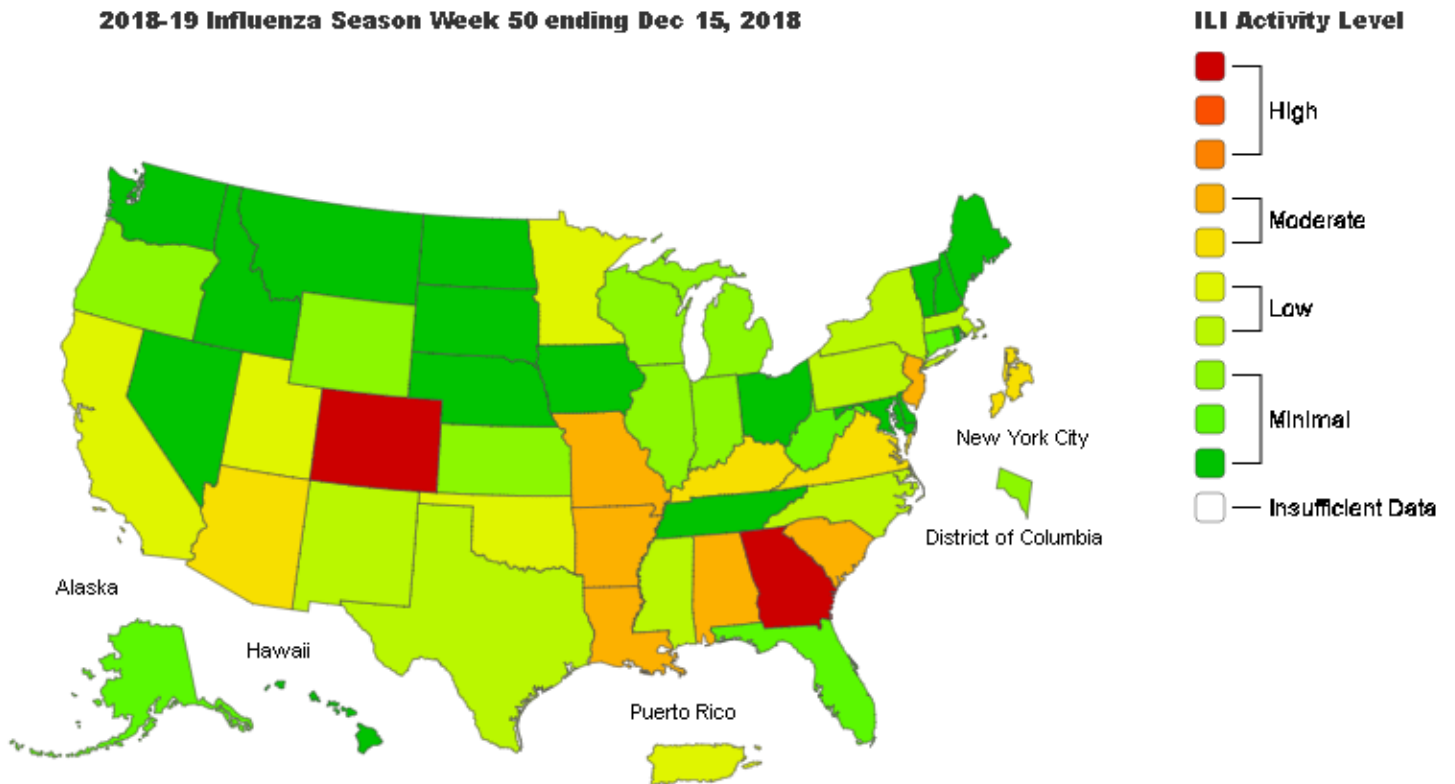 2018-19 Influenza Season Week 50 ending Dec 15, 2018
ILI Activity Level
High
Moderate
Low
Minimal
Insufficient Data
New York City
District of Columbia
Alaska
Hawaii
Puerto Rico